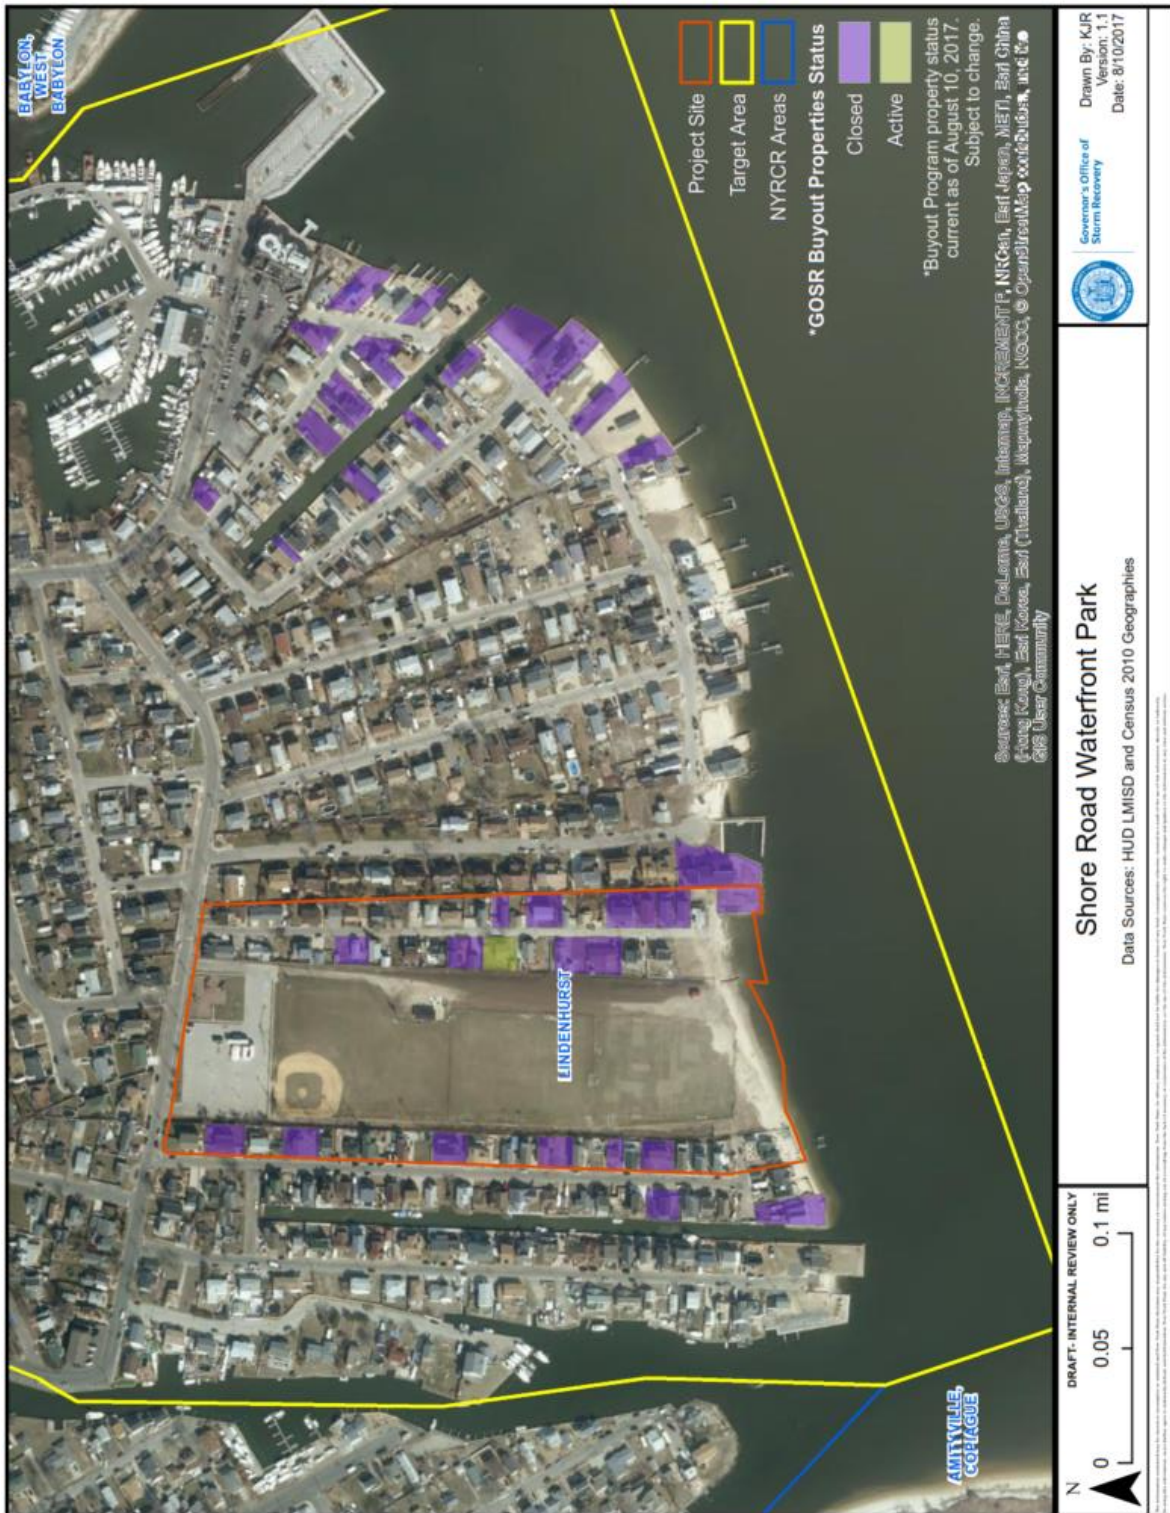 BABYLON,
WEST
BABYLON
LINDENHURST
AMITYVILLE,
COPIAGUE
Project Site
Target Area
NYRCR Areas
*GOSR Buyout Properties Status
Closed
Active
*Buyout Program property status
current as of August 10, 2017.
Subject to change.
Sources: Esri, HERE, DeLorme, USGS, Intermap, INCREMENT P, NRCan, Esri Japan, METI, Esri China
(Hong Kong), Esri Korea, Esri (Thailand), MapmyIndia, NGCC, © OpenStreetMap contributors, and the
GIS User Community
N
DRAFT- INTERNAL REVIEW ONLY
0 0.05 0.1 mi
Shore Road Waterfront Park
Data Sources: HUD LMISD and Census 2010 Geographies
Governor's Office of
Storm Recovery
Drawn By: KJR
Version: 1.1
Date: 8/10/2017